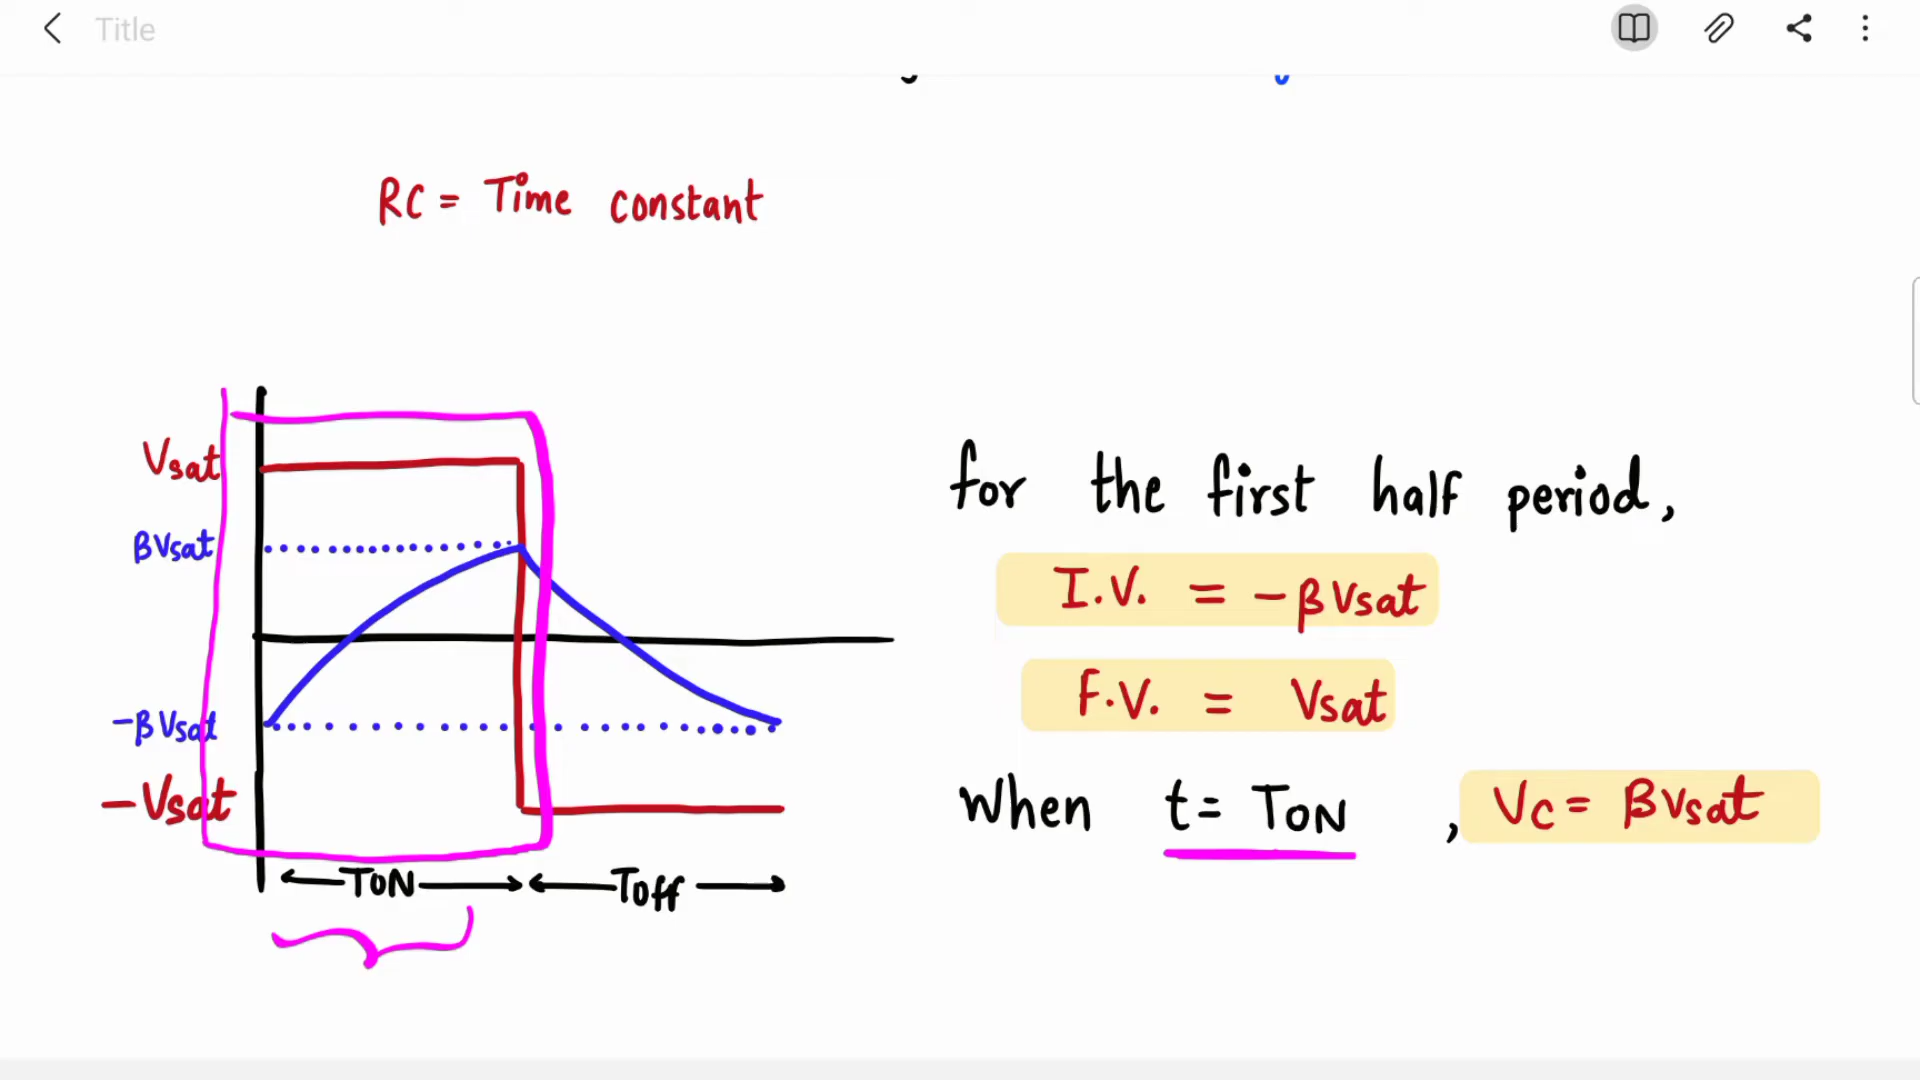 Title
RC = Time constant
Vsat
βVsat
-βVsat
-Vsat
TON
Toff
for the first half period,
I.V. = -βVsat
F.V. = Vsat
When t = TON , Vc = βVsat